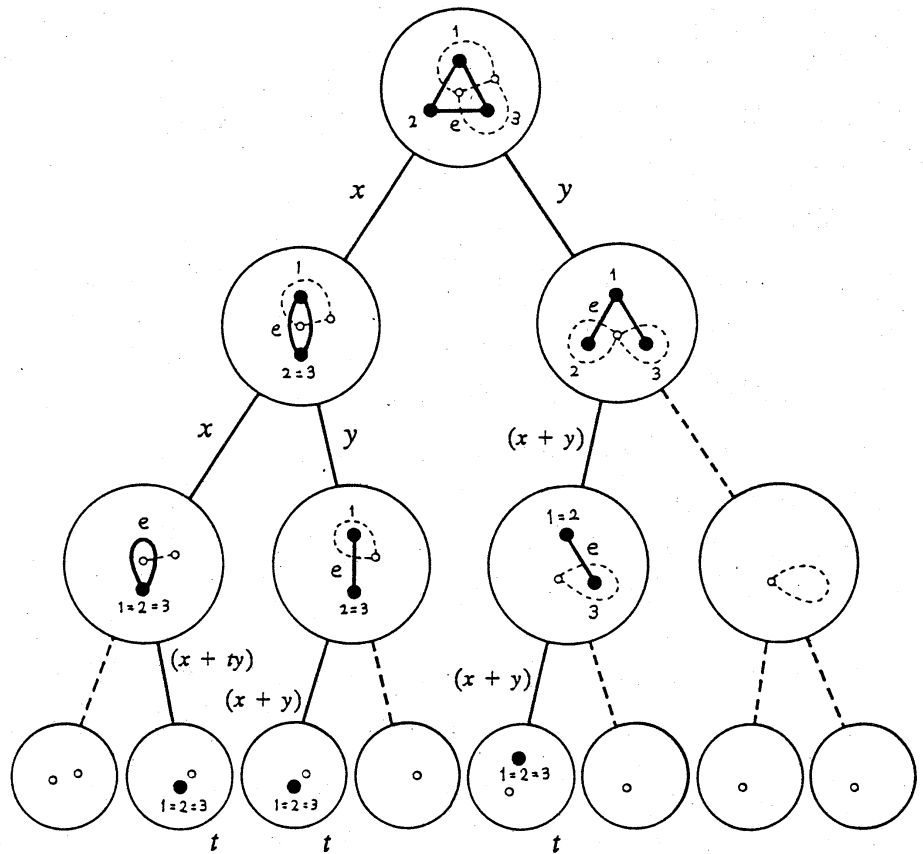 1
2 e 3
x y
1
e
2=3
1
e
2 3
x y (x + y)
e
1=2=3
1
e
2=3
1=2
e
3
(x + ty) (x + y) (x + y)
1=2=3
1=2=3
1=2=3
t t t